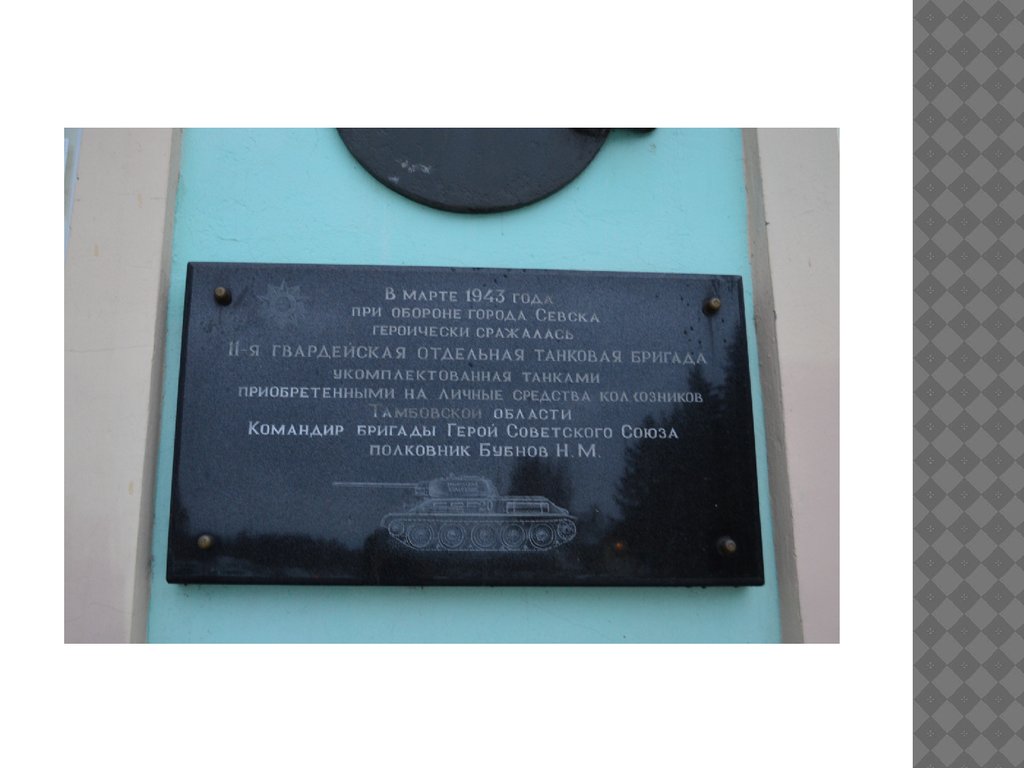 В МАРТЕ 1943 ГОДА
ПРИ ОБОРОНЕ ГОРОДА СЕВСКА
ГЕРОИЧЕСКИ СРАЖАЛАСЬ
11-Я ГВАРДЕЙСКАЯ ОТДЕЛЬНАЯ ТАНКОВАЯ БРИГАДА
УКОМПЛЕКТОВАННАЯ ТАНКАМИ
ПРИОБРЕТЕННЫМИ НА ЛИЧНЫЕ СРЕДСТВА КОЛХОЗНИКОВ
ТАМБОВСКОЙ ОБЛАСТИ
КОМАНДИР БРИГАДЫ ГЕРОЙ СОВЕТСКОГО СОЮЗА
ПОЛКОВНИК БУБНОВ Н.М.